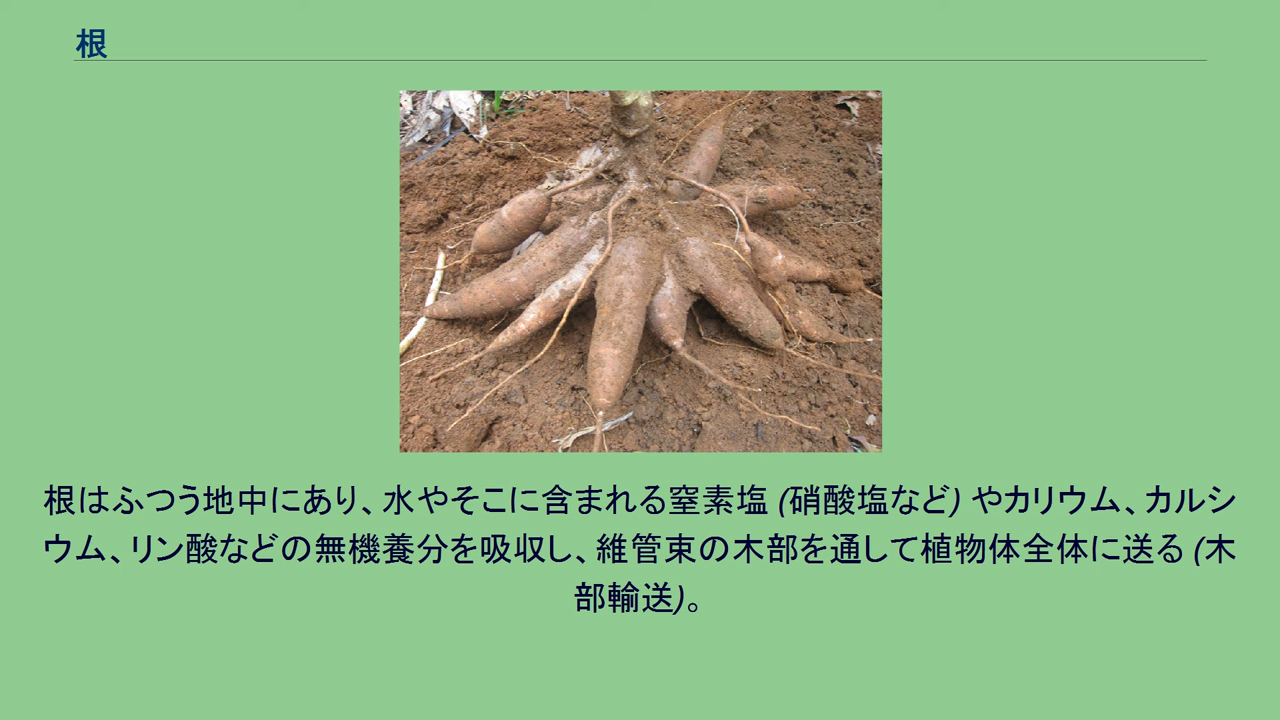 根
根はふつう地中にあり、水やそこに含まれる窒素塩 (硝酸塩など) やカリウム、カルシ
ウム、リン酸などの無機養分を吸収し、維管束の木部を通して植物体全体に送る (木
部輸送)。